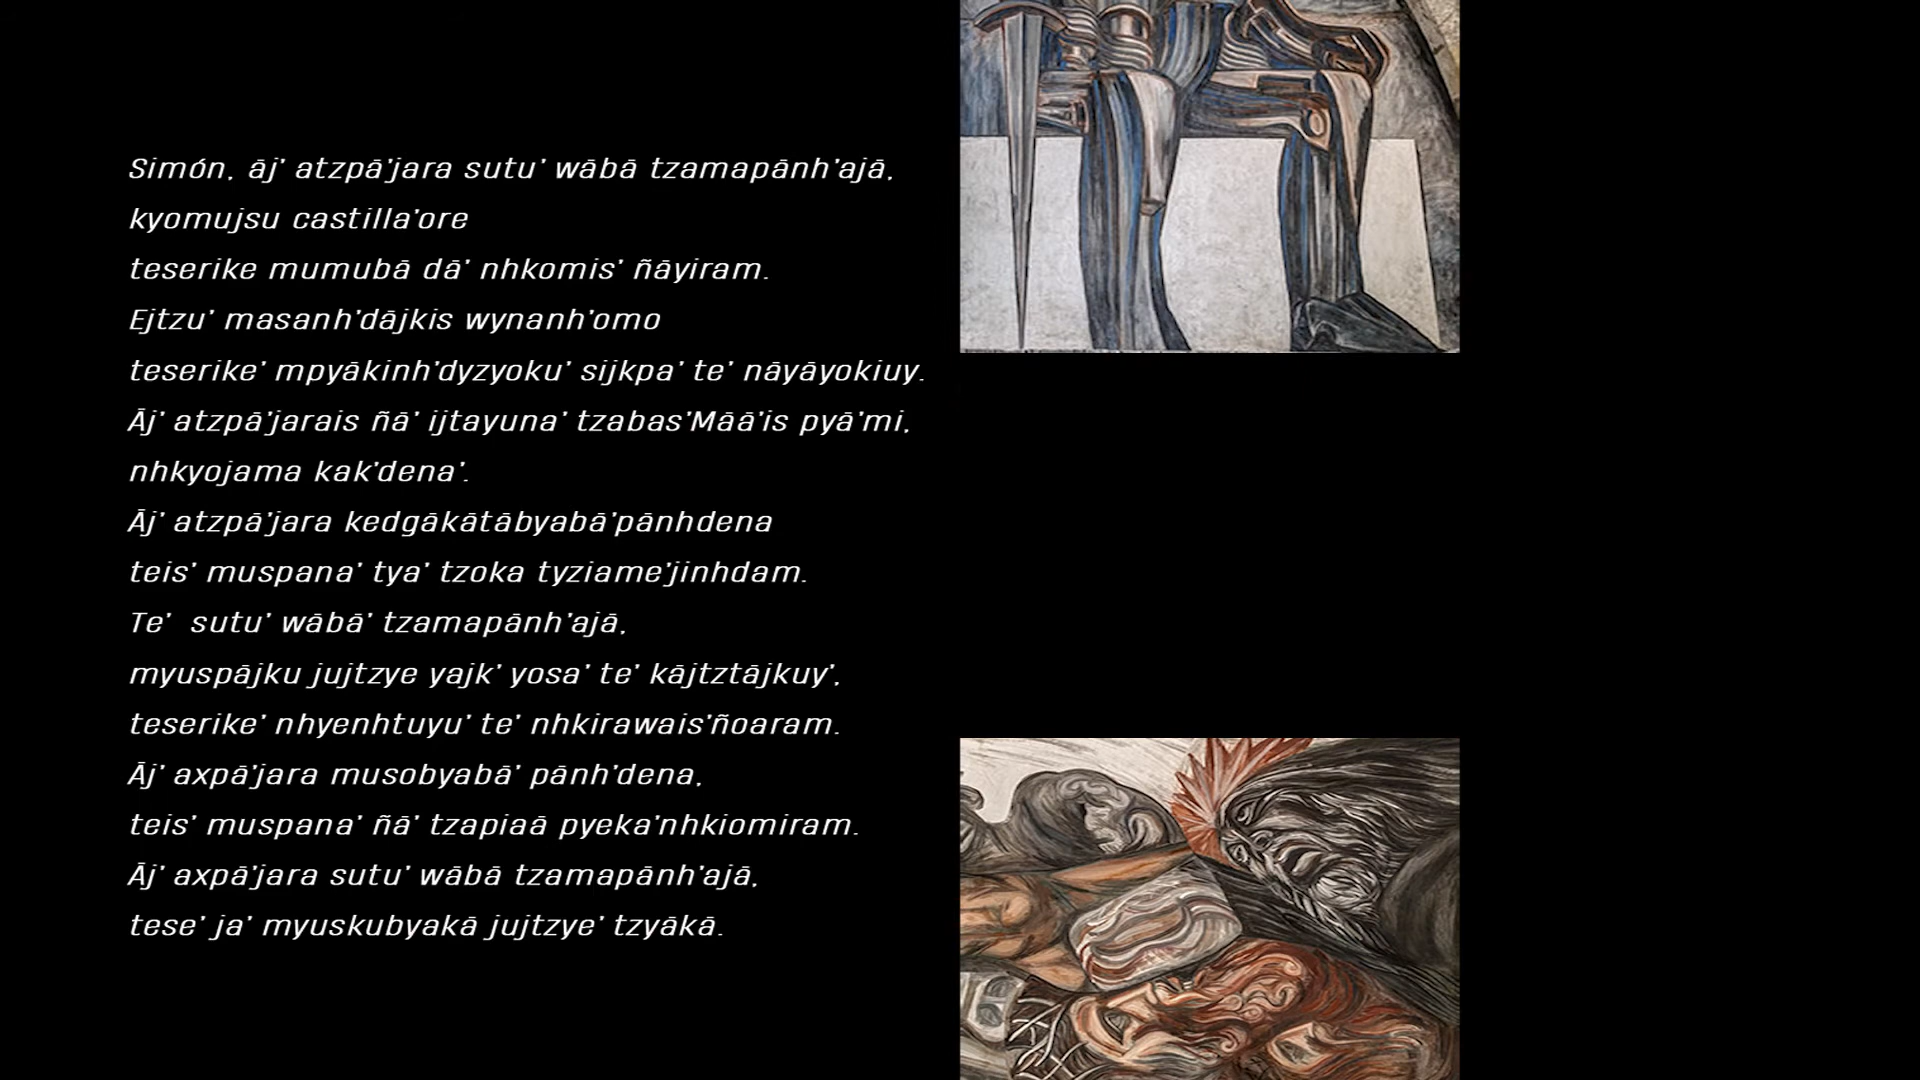 Simón, āj' atzpā'jara sutu' wābā tzamapānh'ajā,
kyomujsu castilla'ore
teserike mumubā dā' nhkomis' ñāyiram.
Ejtzu' masanh'dājkis wynanh'omo
teserike' mpyākinh'dyzyoku' sijkpa' te' nāyāyokiuy.
Āj' atzpā'jarais ñā' ijtayuna' tzabas'Māā'is pyā'mi,
nhkyojama kak'dena'.
Āj' atzpā'jara kedgākātābyabā'pānhdena
teis' muspana' tya' tzoka tyziame'jinhdam.
Te'  sutu' wābā' tzamapānh'ajā,
myuspājku jujtzye yajk' yosa' te' kājtztājkuy',
teserike' nhyenhtuyu' te' nhkirawais'ñoaram.
Āj' axpā'jara musobyabā' pānh'dena,
teis' muspana' ñā' tzapiaā pyeka'nhkiomiram.
Āj' axpā'jara sutu' wābā tzamapānh'ajā,
tese' ja' myuskubyakā jujtzye' tzyākā.